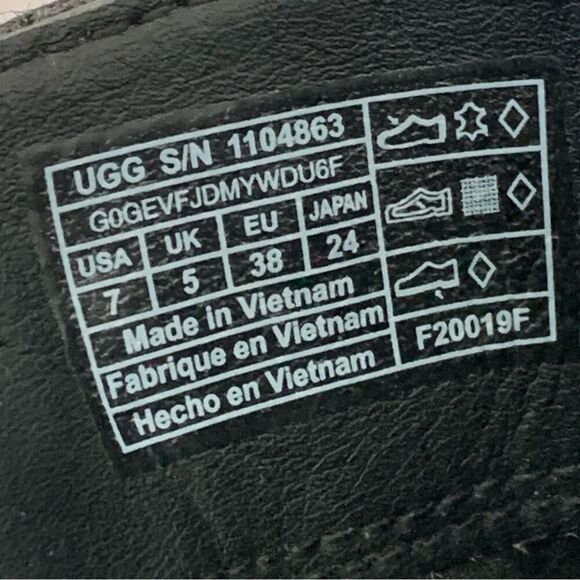 UGG S/N 1104863
G0GEVFJDMYWDU6F
USA UK EU JAPAN
7 5 38 24
Made in Vietnam
Fabrique en Vietnam
Hecho en Vietnam
F20019F